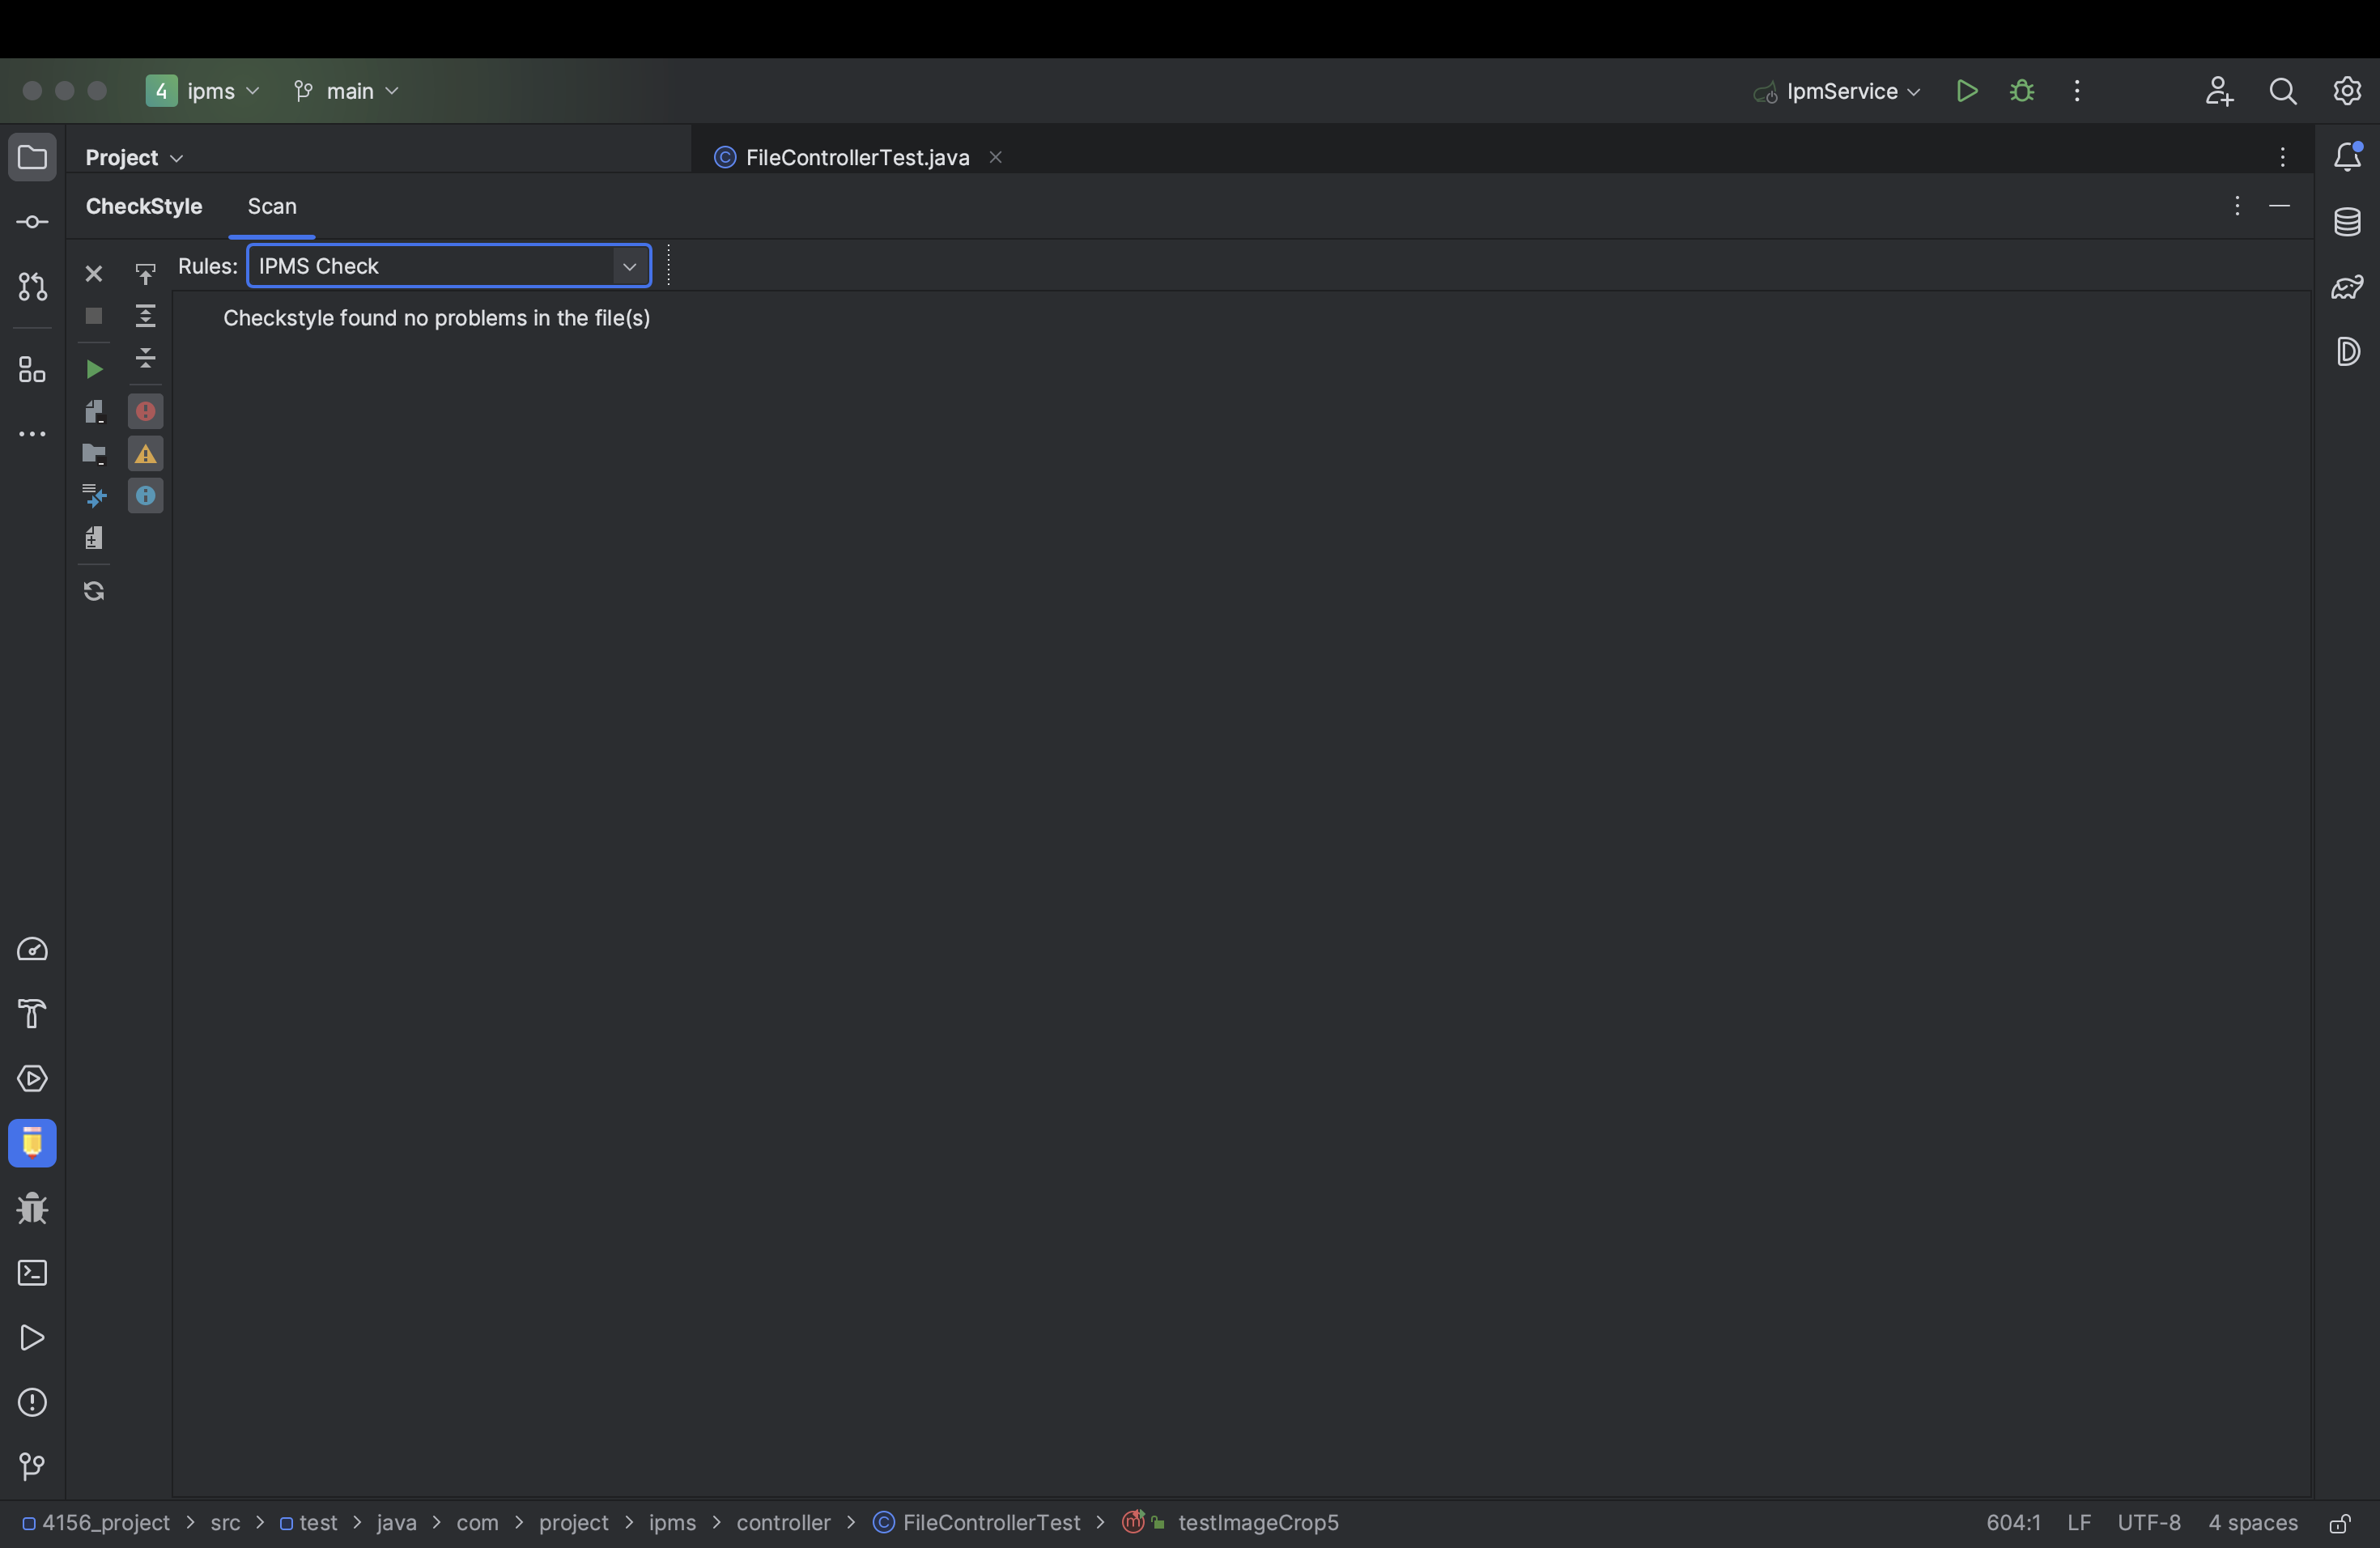 4 ipms main IpmService
Project FileControllerTest.java
CheckStyle Scan
Rules: IPMS Check
Checkstyle found no problems in the file(s)
4156_project > src > test > java > com > project > ipms > controller > FileControllerTest > testImageCrop5 604:1 LF UTF-8 4 spaces